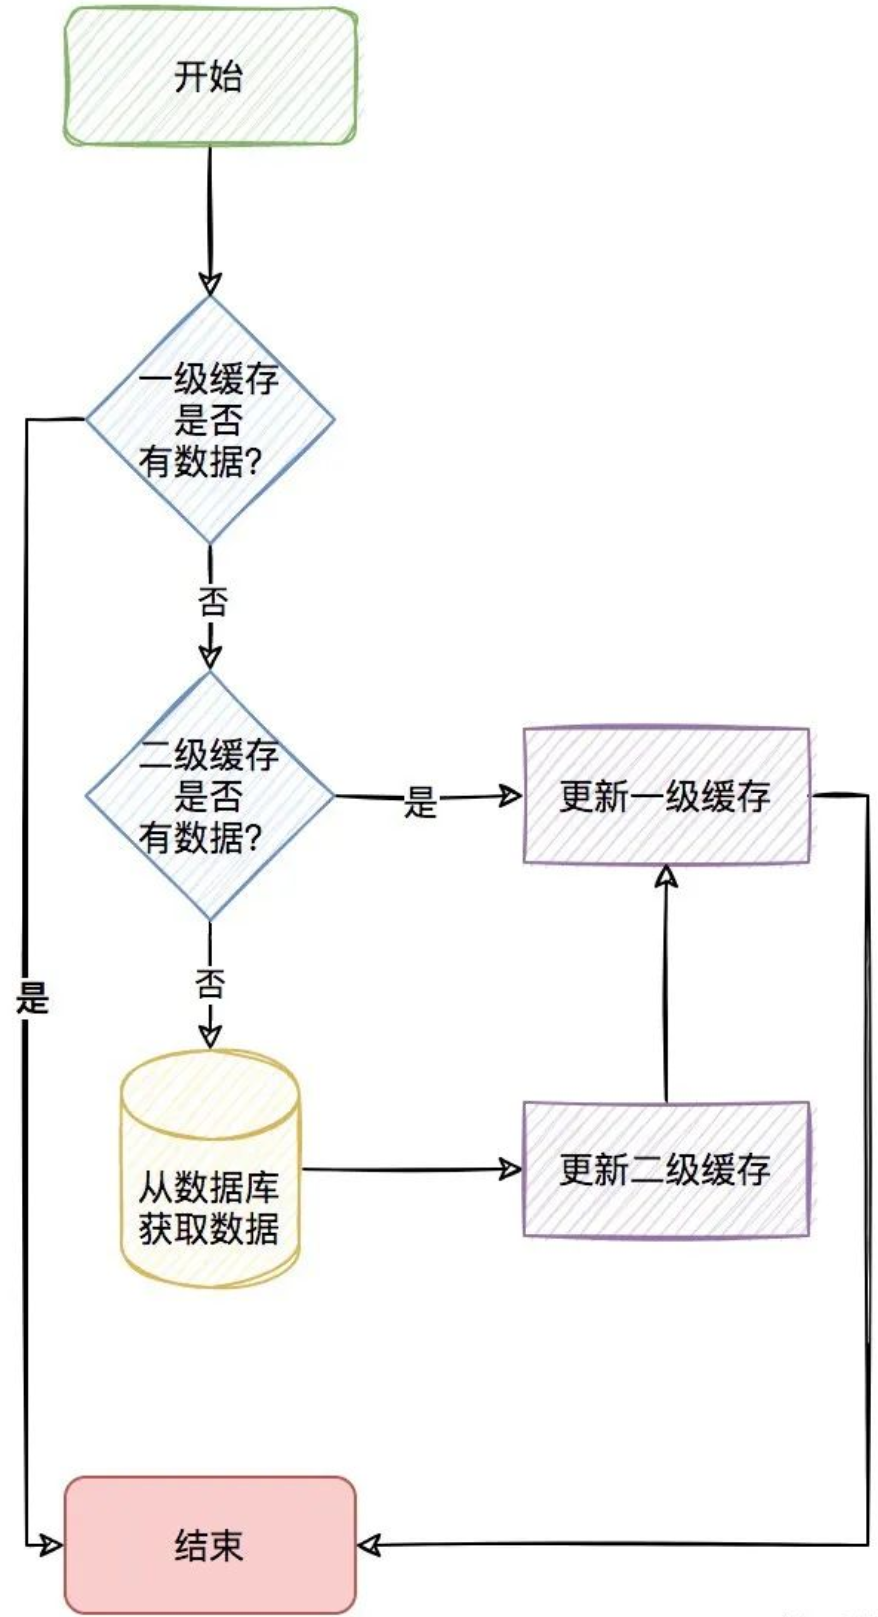 开始
一级缓存
是否
有数据?
否
二级缓存
是否
有数据?
是
更新一级缓存
否
是
从数据库
获取数据
更新二级缓存
结束